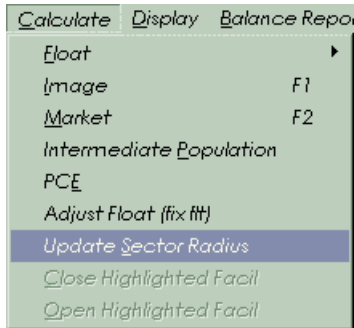 Calculate Display Balance Repo
Float
Image F1
Market F2
Intermediate Population
PCE
Adjust Float (fix flt)
Update Sector Radius
Close Highlighted Facil
Open Highlighted Facil